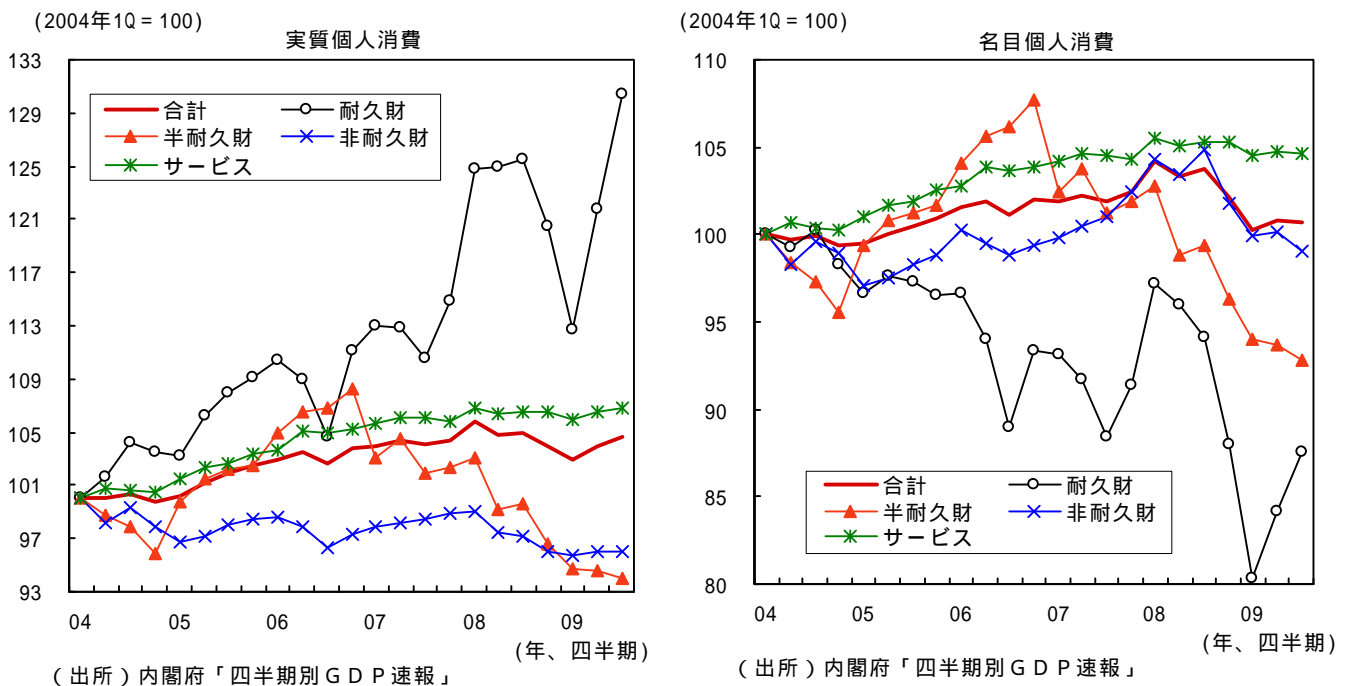 (2004年1Q = 100)
実質個人消費
133
129
125
121
117
113
109
105
101
97
93
合計
耐久財
半耐久財
非耐久財
サービス
04 05 06 07 08 09
(年、四半期)
（出所）内閣府「四半期別ＧＤＰ速報」
(2004年1Q = 100)
名目個人消費
110
105
100
95
90
85
80
合計
耐久財
半耐久財
非耐久財
サービス
04 05 06 07 08 09
(年、四半期)
（出所）内閣府「四半期別ＧＤＰ速報」